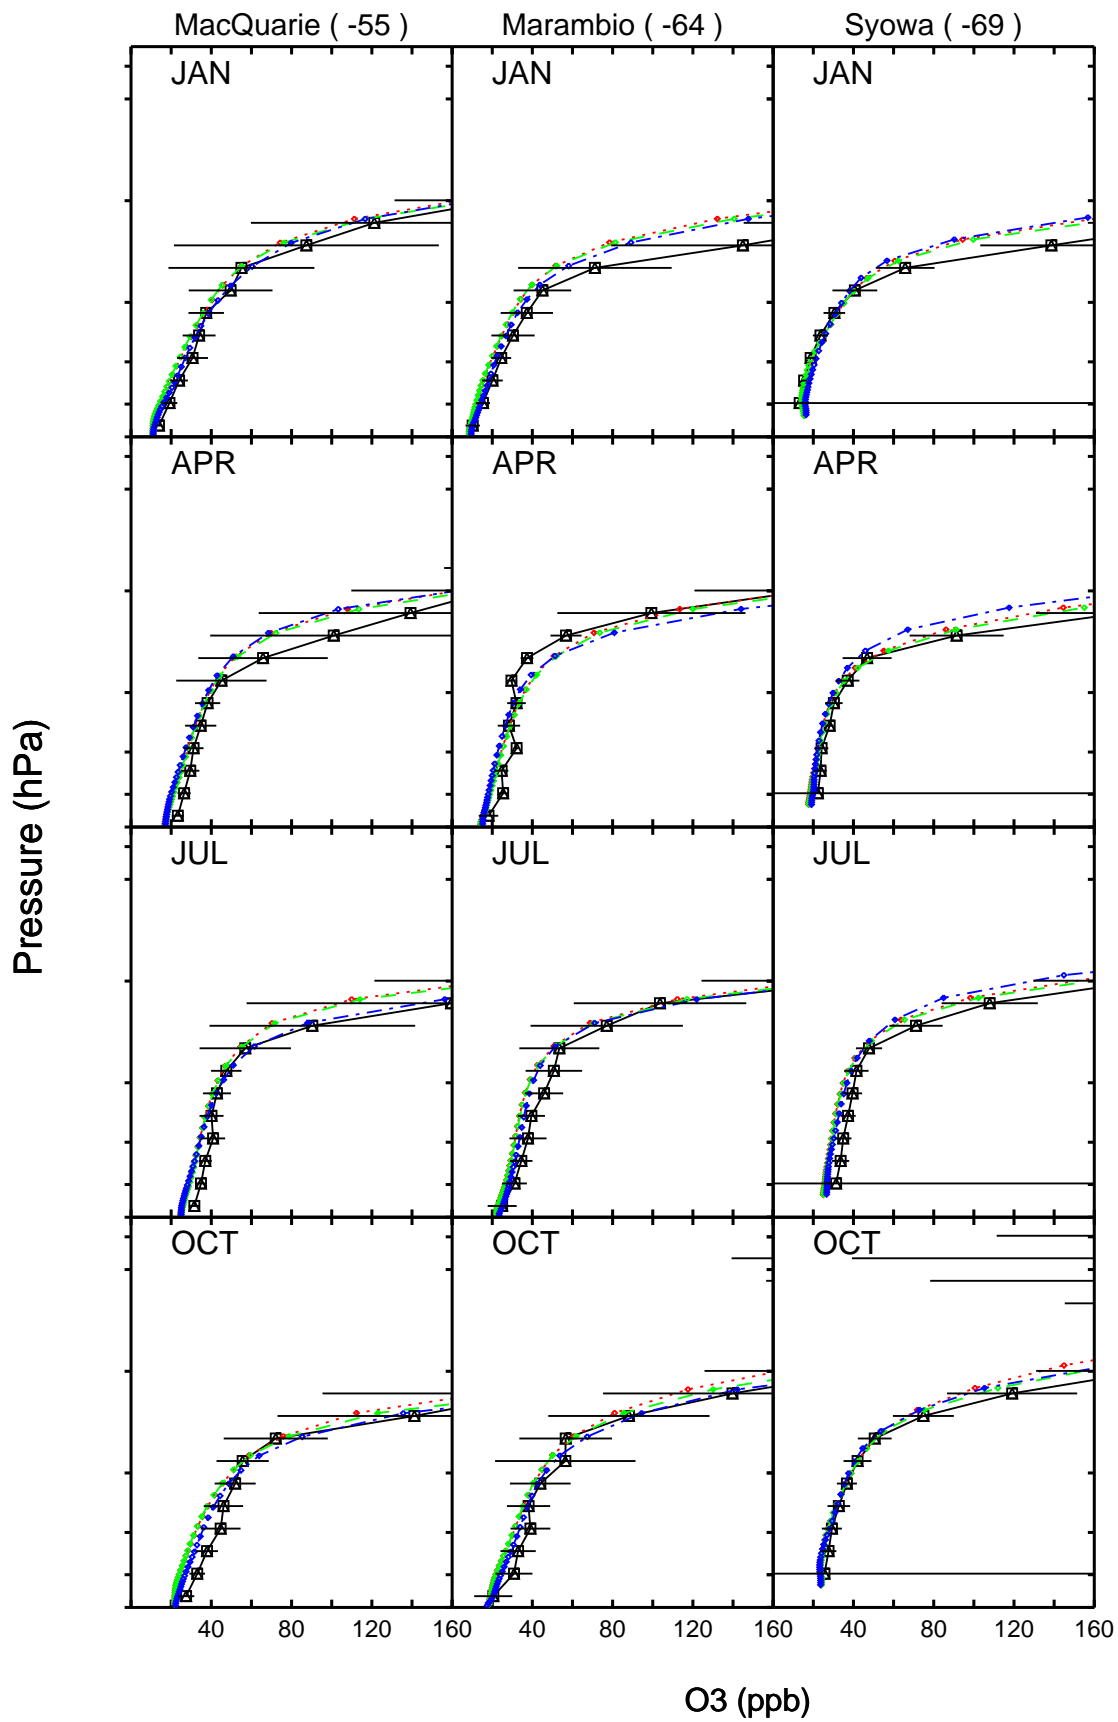 MacQuarie ( -55 ) Marambio ( -64 ) Syowa ( -69 )
JAN JAN JAN
APR APR APR
JUL JUL JUL
OCT OCT OCT
Pressure (hPa)
40 80 120 160 40 80 120 160 40 80 120 160
O3 (ppb)